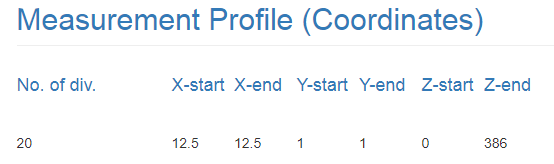 Measurement Profile (Coordinates)
No. of div. X-start X-end Y-start Y-end Z-start Z-end
20 12.5 12.5 1 1 0 386